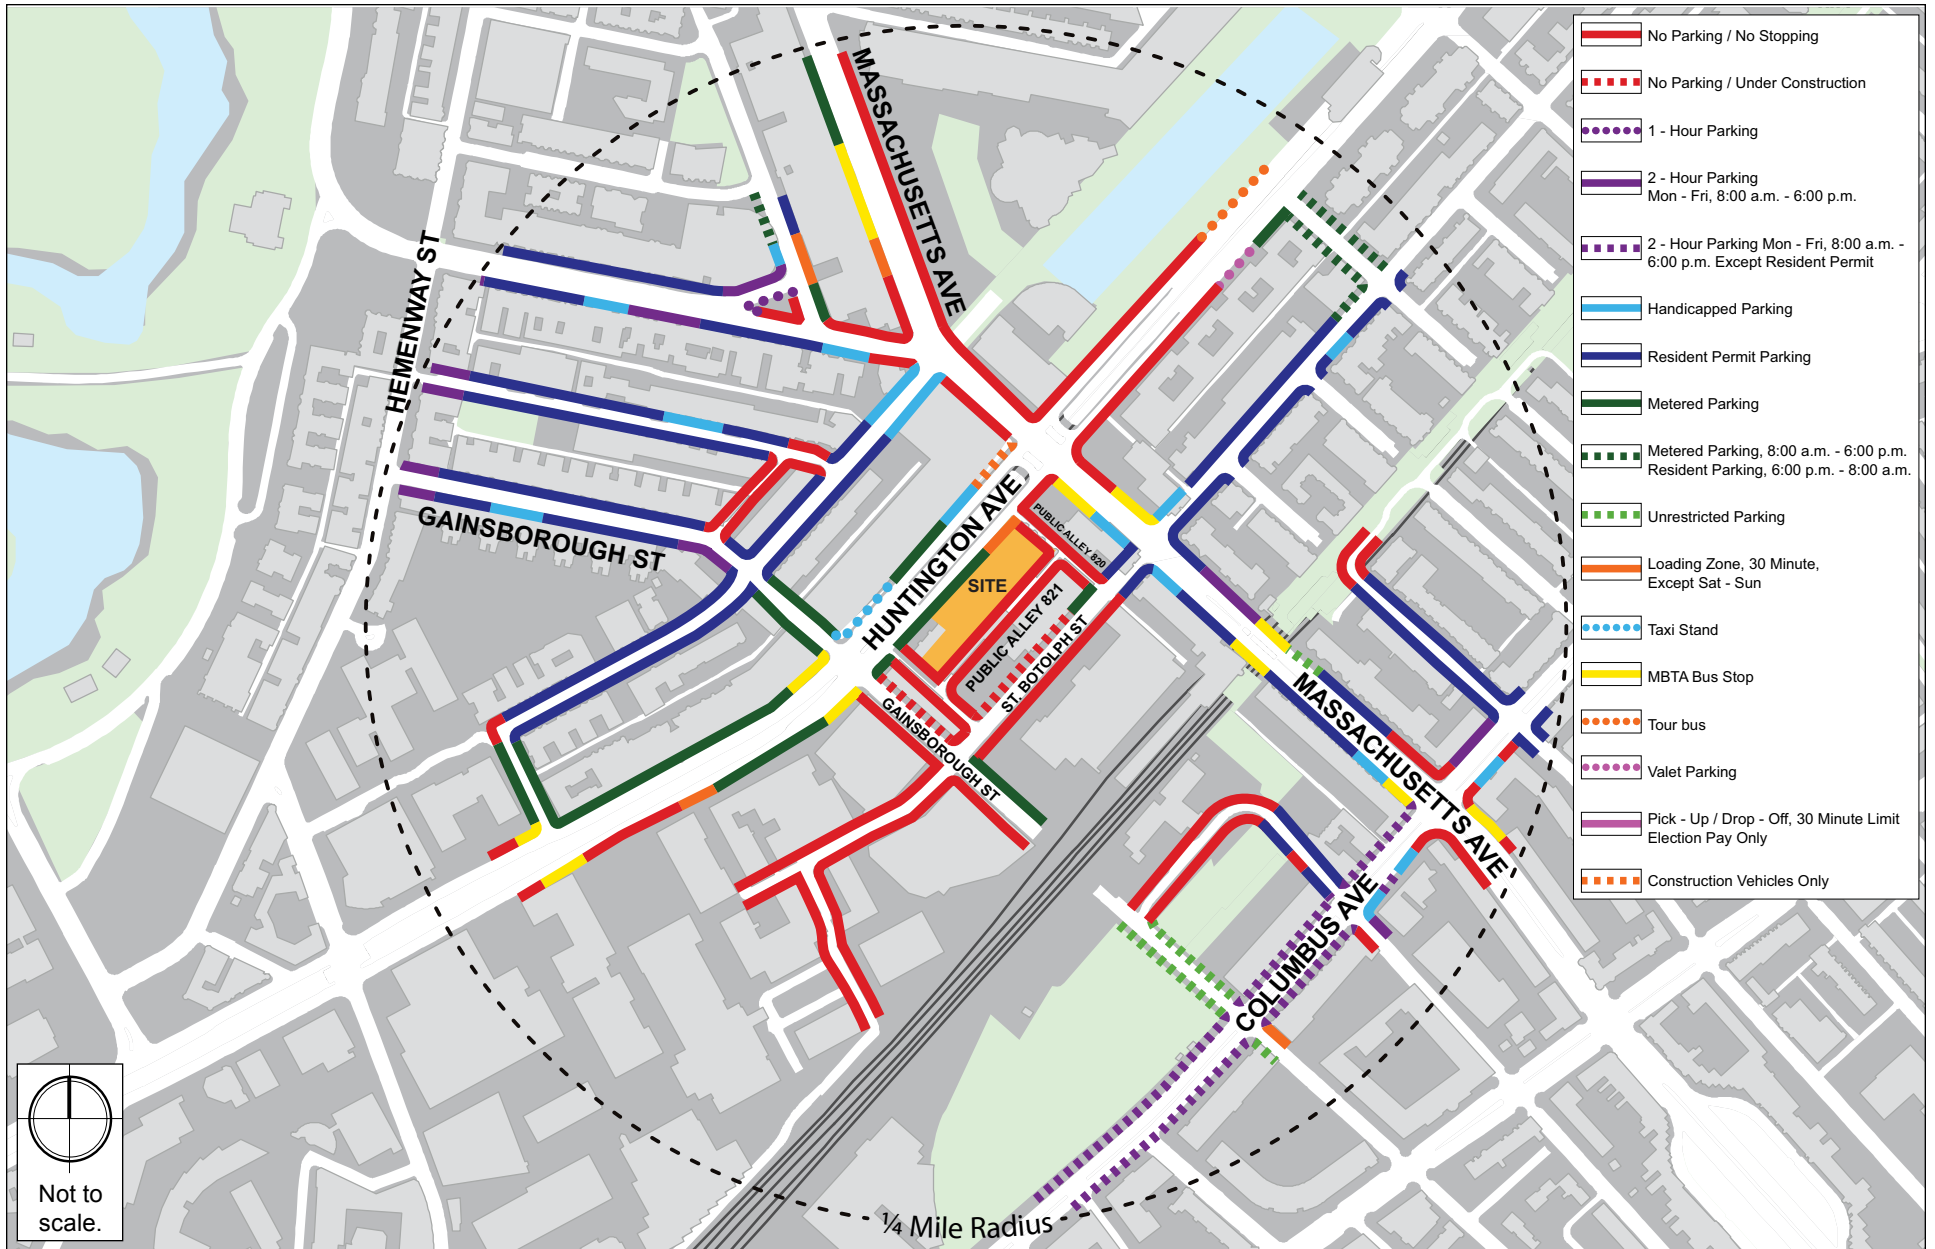 MASSACHUSETTS AVE
HEMENWAY ST
GAINSBOROUGH ST
HUNTINGTON AVE
PUBLIC ALLEY 820
SITE
PUBLIC ALLEY 821
ST. BOTOLPH ST
GAINSBOROUGH ST
MASSACHUSETTS AVE
COLUMBUS AVE
¼ Mile Radius
Not to
scale.
No Parking / No Stopping
No Parking / Under Construction
1 - Hour Parking
2 - Hour Parking
Mon - Fri, 8:00 a.m. - 6:00 p.m.
2 - Hour Parking Mon - Fri, 8:00 a.m. -
6:00 p.m. Except Resident Permit
Handicapped Parking
Resident Permit Parking
Metered Parking
Metered Parking, 8:00 a.m. - 6:00 p.m.
Resident Parking, 6:00 p.m. - 8:00 a.m.
Unrestricted Parking
Loading Zone, 30 Minute,
Except Sat - Sun
Taxi Stand
MBTA Bus Stop
Tour bus
Valet Parking
Pick - Up / Drop - Off, 30 Minute Limit
Election Pay Only
Construction Vehicles Only